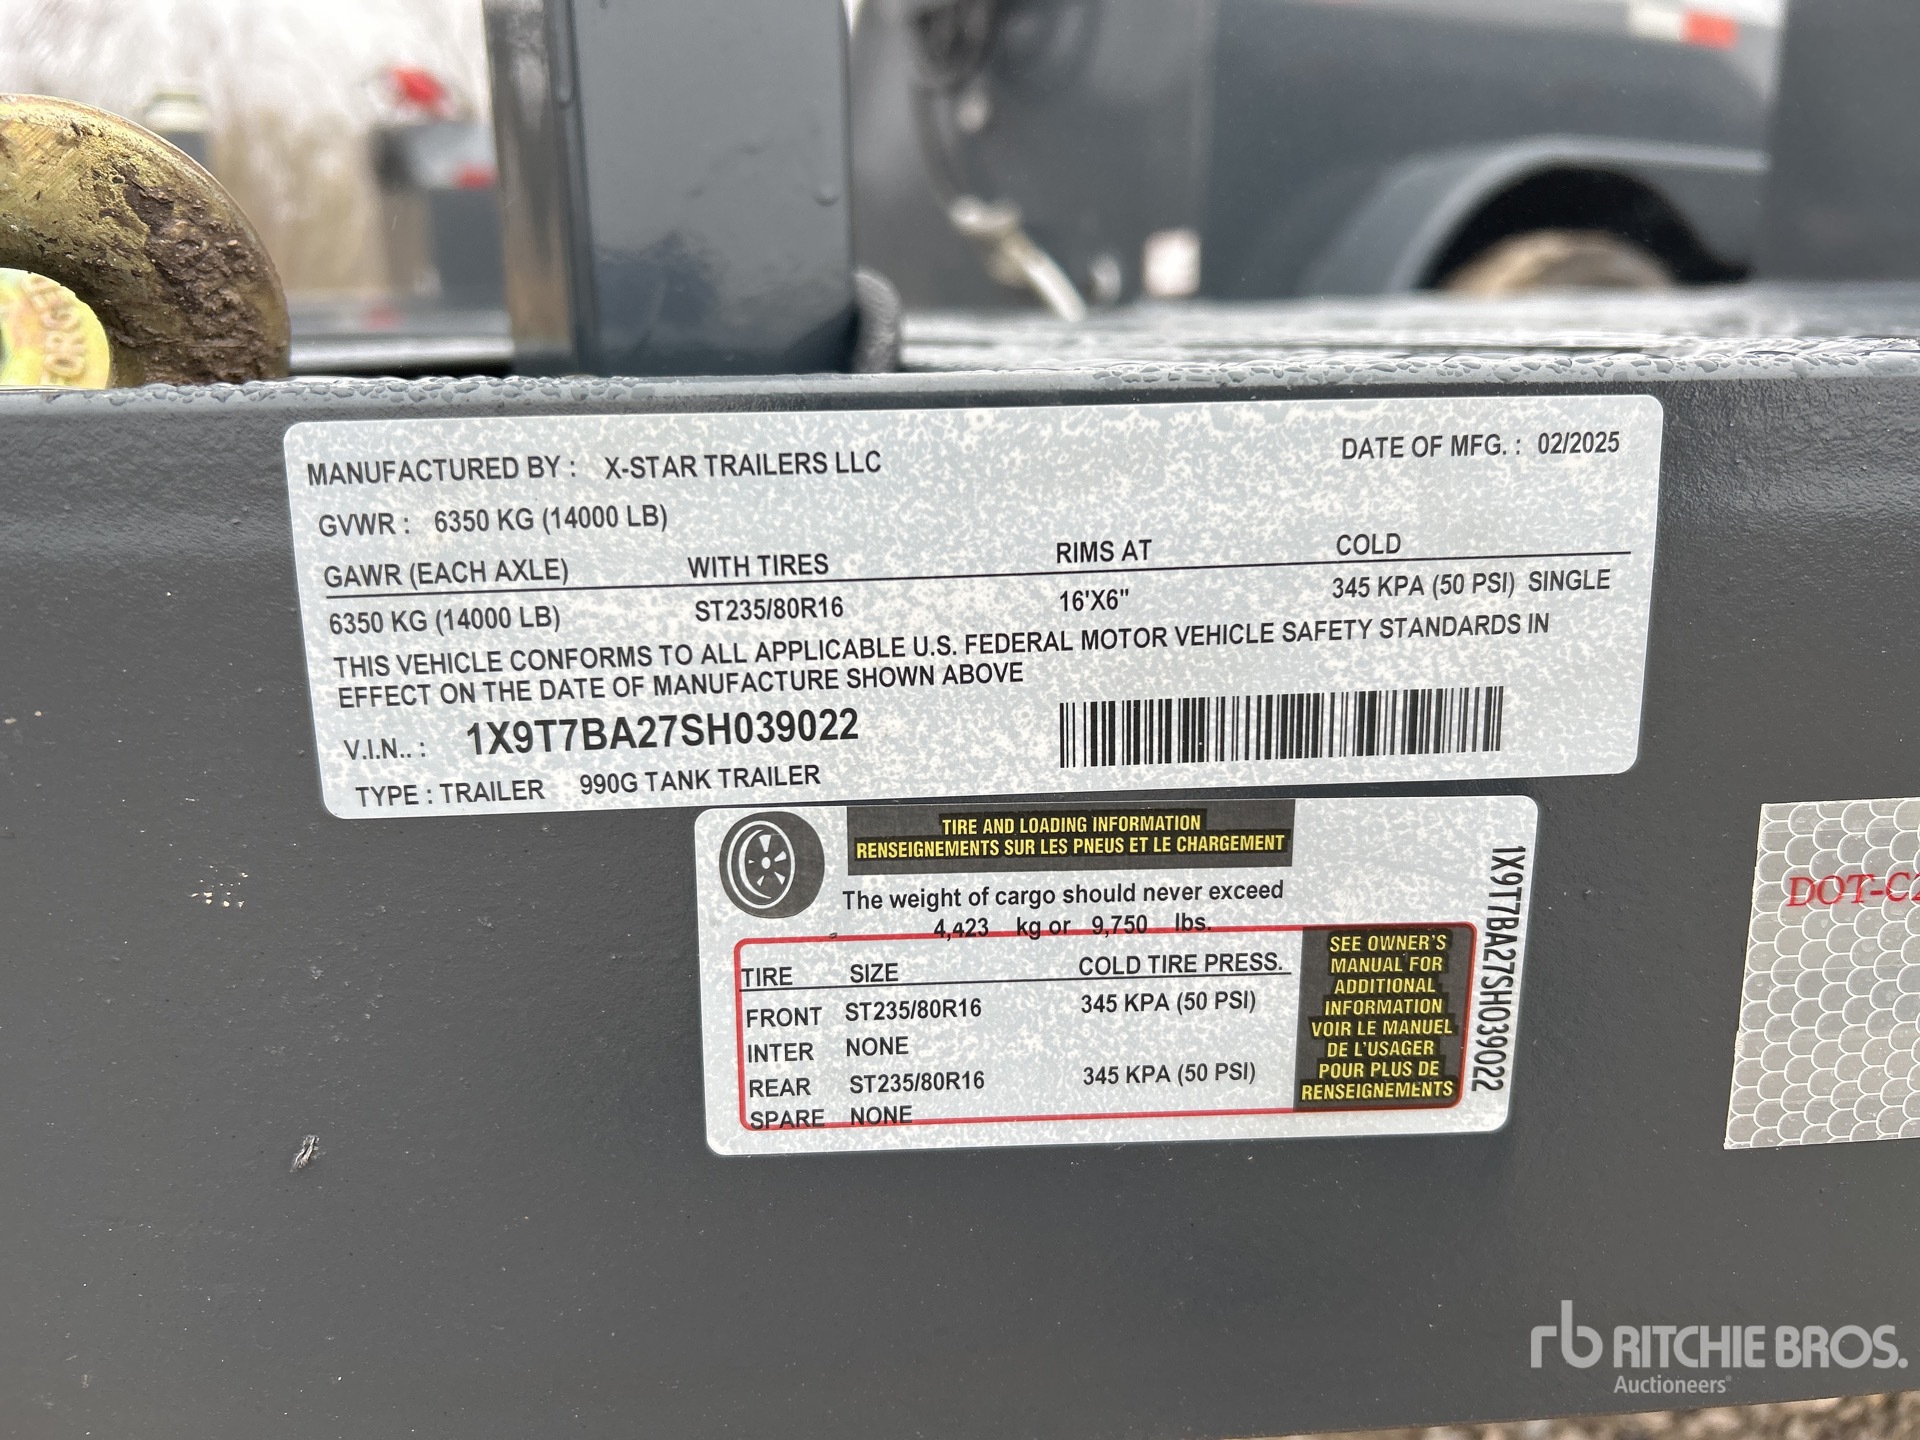 MANUFACTURED BY : X-STAR TRAILERS LLC DATE OF MFG. : 02/2025
GVWR : 6350 KG (14000 LB)
GAWR (EACH AXLE) WITH TIRES RIMS AT COLD
6350 KG (14000 LB) ST235/80R16 16'X6" 345 KPA (50 PSI) SINGLE
THIS VEHICLE CONFORMS TO ALL APPLICABLE U.S. FEDERAL MOTOR VEHICLE SAFETY STANDARDS IN
EFFECT ON THE DATE OF MANUFACTURE SHOWN ABOVE
V.I.N.. : 1X9T7BA27SH039022
TYPE : TRAILER 990G TANK TRAILER
TIRE AND LOADING INFORMATION
RENSEIGNEMENTS SUR LES PNEUS ET LE CHARGEMENT
The weight of cargo should never exceed
4,423 kg or 9,750 lbs.
TIRE SIZE COLD TIRE PRESS.
FRONT ST235/80R16 345 KPA (50 PSI)
INTER NONE
REAR ST235/80R16 345 KPA (50 PSI)
SPARE NONE
SEE OWNER'S
MANUAL FOR
ADDITIONAL
INFORMATION
VOIR LE MANUEL
DE L'USAGER
POUR PLUS DE
RENSEIGNEMENTS
1X9T7BA27SH039022
DOT-C2
rb RITCHIE BROS.
Auctioneers